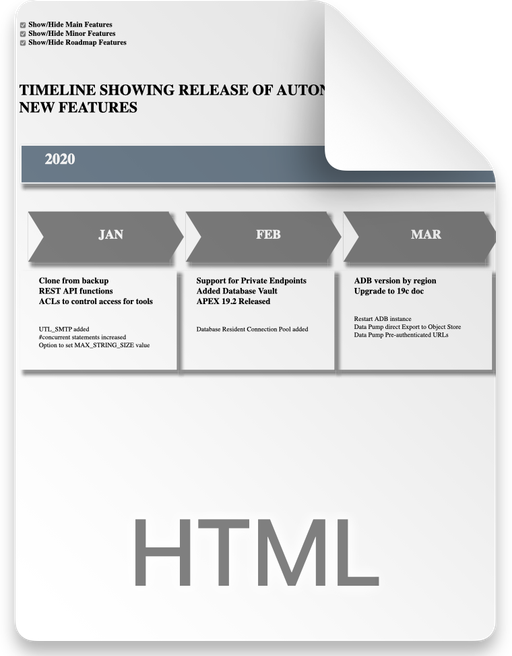 Show/Hide Main Features
Show/Hide Minor Features
Show/Hide Roadmap Features
TIMELINE SHOWING RELEASE OF
NEW FEATURES
2020
JAN
FEB
MAR
Clone from backup
REST API functions
ACLs to control access for tools
UTL_SMTP added
#concurrent statements increased
Option to set MAX_STRING_SIZE value
Support for Private Endpoints
Added Database Vault
APEX 19.2 Released
Database Resident Connection Pool added
ADB version by region
Upgrade to 19c doc
Restart ADB instance
Data Pump direct Export to Object Store
Data Pump Pre-authenticated URLs
HTML